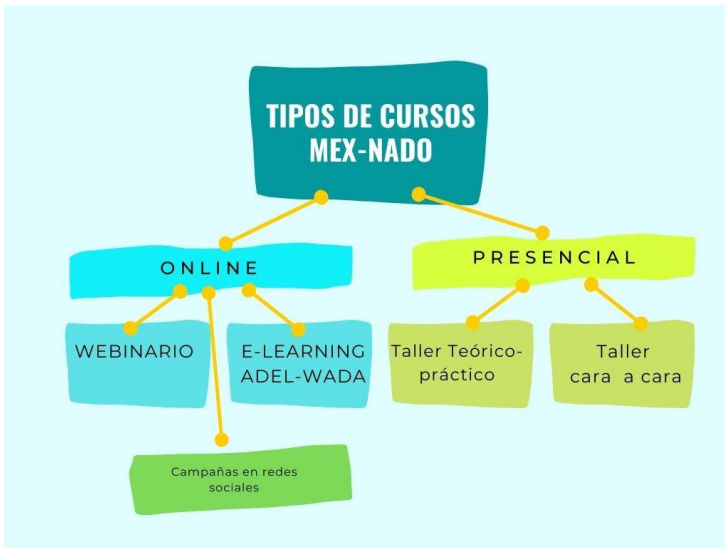 TIPOS DE CURSOS
MEX-NADO
ONLINE
PRESENCIAL
WEBINARIO
E-LEARNING
ADEL-WADA
Taller Teórico-
práctico
Taller
cara a cara
Campañas en redes
sociales